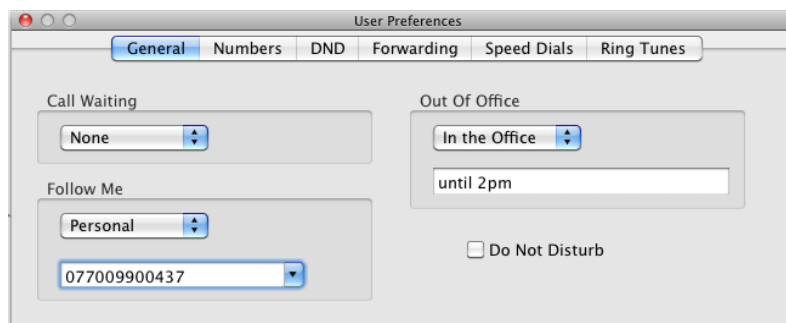 User Preferences
General Numbers DND Forwarding Speed Dials Ring Tunes
Call Waiting
None
Follow Me
Personal
077009900437
Out Of Office
In the Office
until 2pm
Do Not Disturb